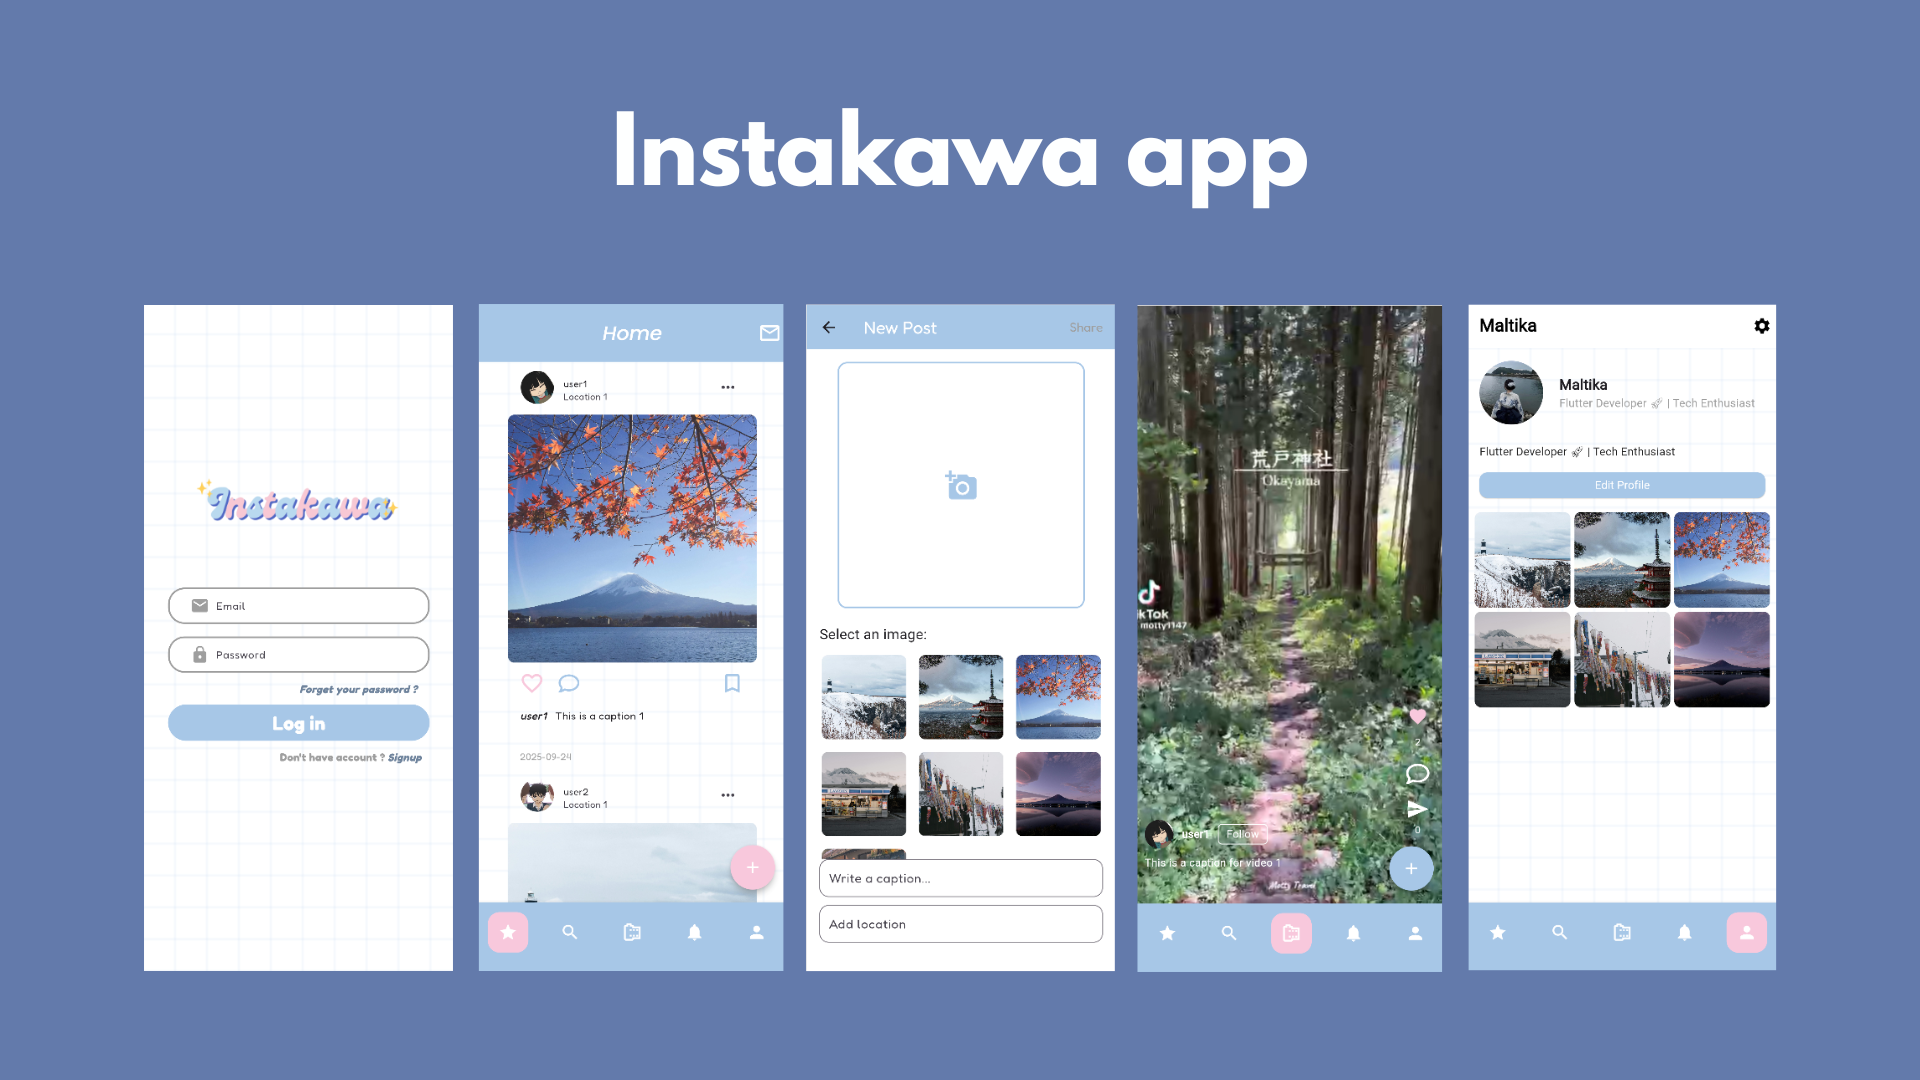 Instakawa app
Instakawa
Email
Password
Forget your password ?
Log in
Don't have account ? Signup
Home
user1
Location 1
user1 This is a caption 1
2025-09-24
user2
Location 1
New Post
Share
Select an image:
Write a caption...
Add location
荒戸神社
Okayama
kTok
motty1147
2
0
user1 Follow
This is a caption for video 1
Motty Travel
Maltika
Maltika
Flutter Developer 🚀 | Tech Enthusiast
Flutter Developer 🚀 | Tech Enthusiast
Edit Profile